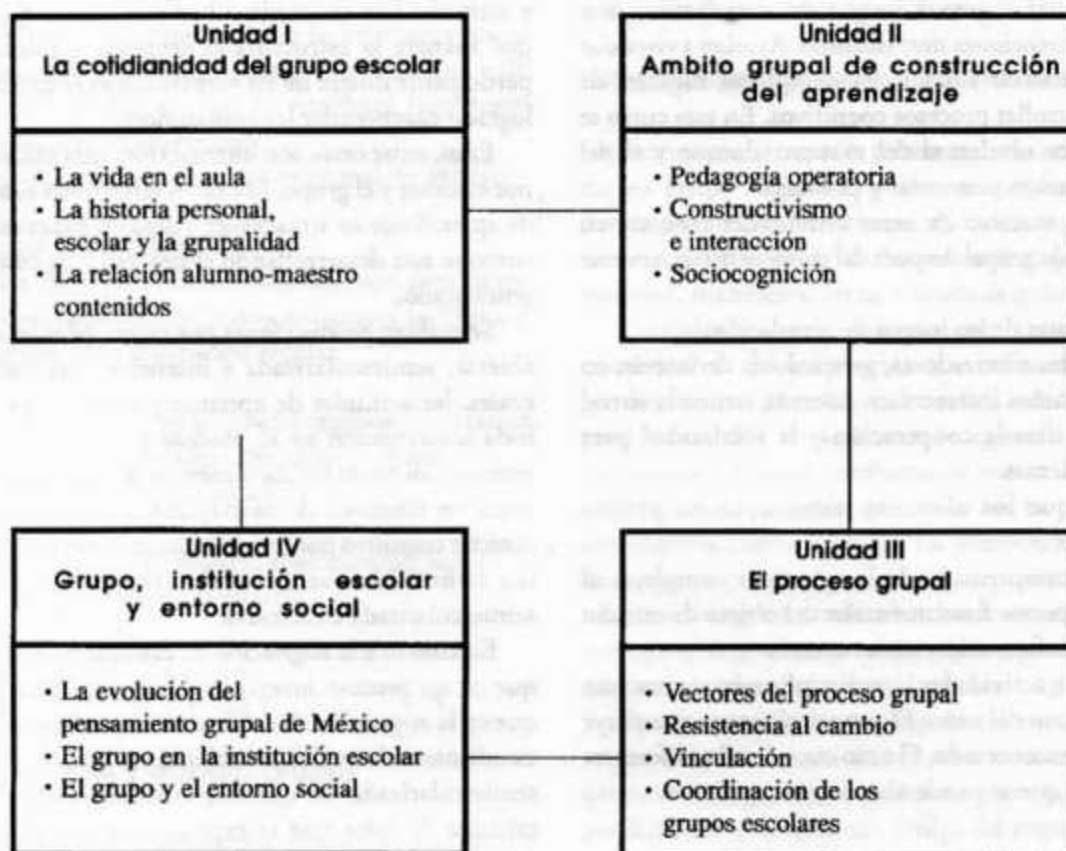 Unidad I
La cotidianidad del grupo escolar
• La vida en el aula
• La historia personal,
escolar y la grupalidad
• La relación alumino-maestro
contenidos
Unidad II
Ambito grupal de construcción
del aprendizaje
• Pedagogía operatoria
• Constructivismo
e interacción
• Sociocognición
Unidad IV
Grupo, institución escolar
y entorno social
• La evolución del
pensamiento grupal de México
• El grupo en la institución escolar
• El grupo y el entorno social
Unidad III
El proceso grupal
• Vectores del proceso grupal
• Resistencia al cambio
• Vinculación
• Coordinación de los
grupos escolares